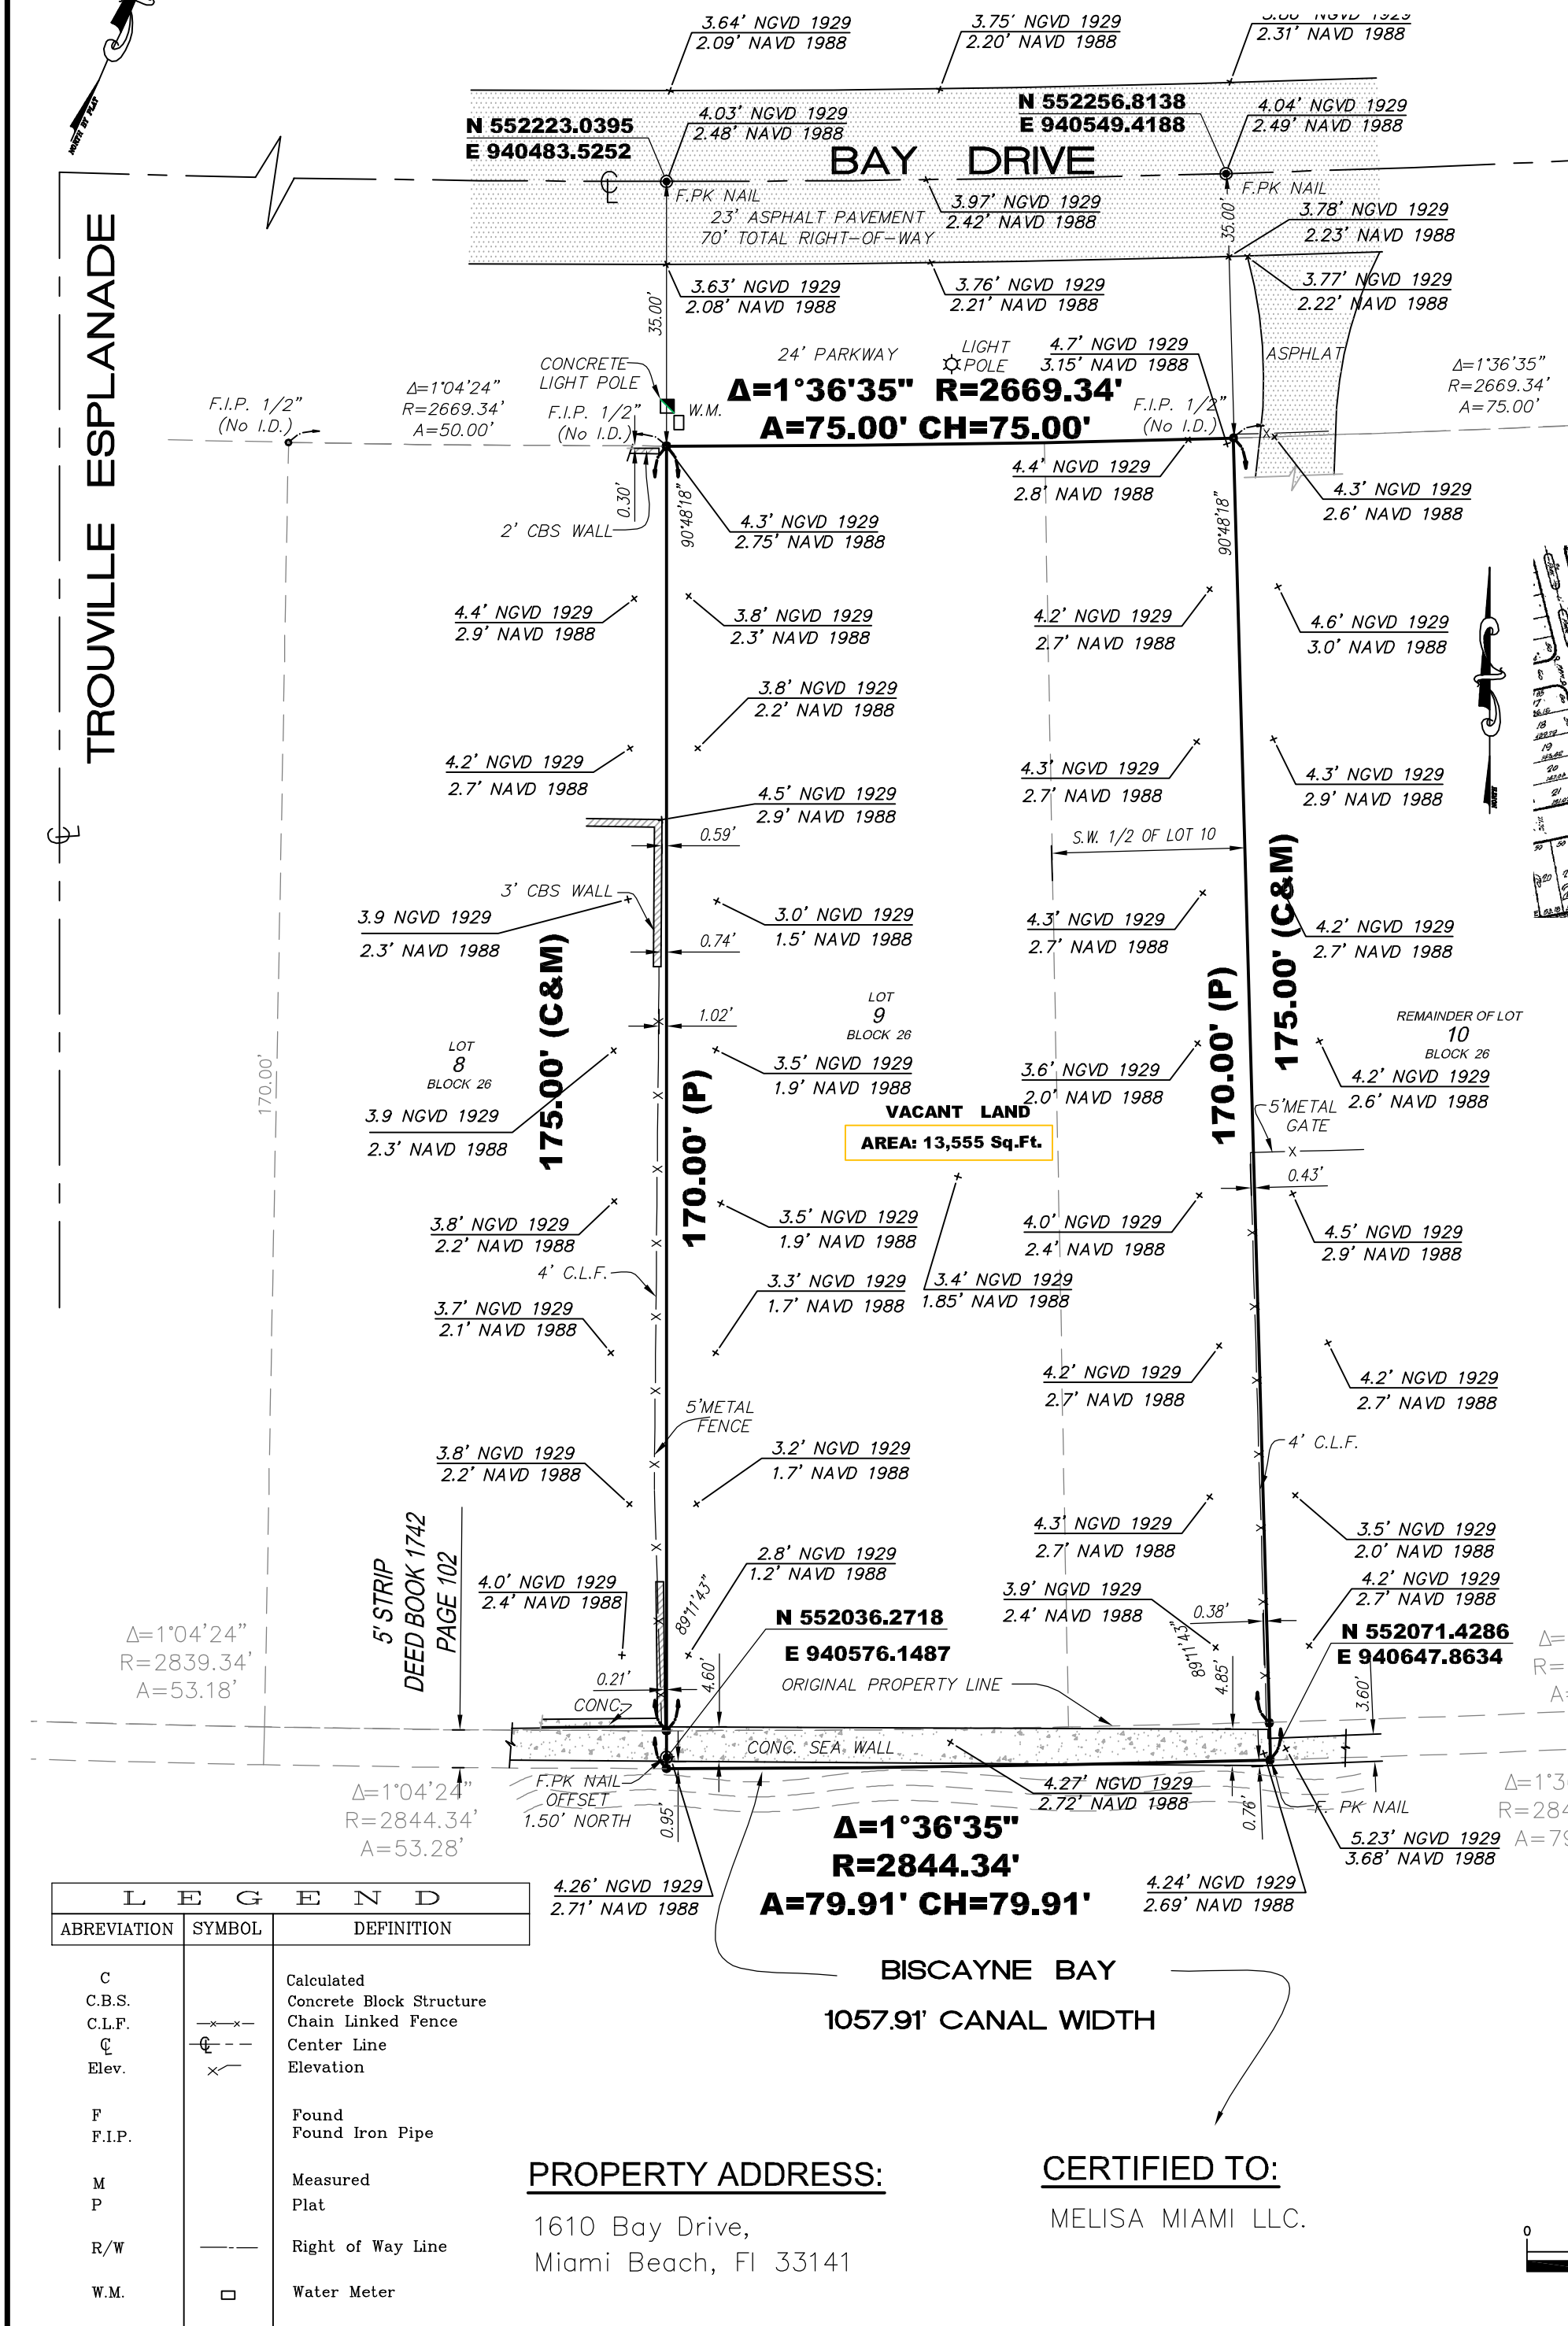 NORTH BY PLAT
3.64' NGVD 1929
2.09' NAVD 1988
3.75' NGVD 1929
2.20' NAVD 1988
2.31' NAVD 1988
N 552223.0395
E 940483.5252
4.03' NGVD 1929
2.48' NAVD 1988
N 552256.8138
E 940549.4188
4.04' NGVD 1929
2.49' NAVD 1988
BAY DRIVE
F.PK NAIL
F.PK NAIL
23' ASPHALT PAVEMENT
70' TOTAL RIGHT-OF-WAY
3.97' NGVD 1929
2.42' NAVD 1988
35.00'
3.78' NGVD 1929
2.23' NAVD 1988
TROUVILLE ESPLANADE
3.63' NGVD 1929
2.08' NAVD 1988
3.76' NGVD 1929
2.21' NAVD 1988
3.77' NGVD 1929
2.22' NAVD 1988
35.00'
CONCRETE
LIGHT POLE
24' PARKWAY
LIGHT
POLE
4.7' NGVD 1929
3.15' NAVD 1988
ASPHLAT
Δ=1°04'24"
R=2669.34'
A=50.00'
F.I.P. 1/2"
(No I.D.)
F.I.P. 1/2"
(No I.D.)
W.M.
Δ=1°36'35" R=2669.34'
A=75.00' CH=75.00'
F.I.P. 1/2"
(No I.D.)
Δ=1°36'35"
R=2669.34'
A=75.00'
0.30'
2' CBS WALL
90°48'18"
4.3' NGVD 1929
2.75' NAVD 1988
4.4' NGVD 1929
2.8' NAVD 1988
90°48'18"
4.3' NGVD 1929
2.6' NAVD 1988
4.4' NGVD 1929
2.9' NAVD 1988
3.8' NGVD 1929
2.3' NAVD 1988
4.2' NGVD 1929
2.7' NAVD 1988
4.6' NGVD 1929
3.0' NAVD 1988
3.8' NGVD 1929
2.2' NAVD 1988
4.2' NGVD 1929
2.7' NAVD 1988
4.3' NGVD 1929
2.7' NAVD 1988
4.3' NGVD 1929
2.9' NAVD 1988
NORTH
4.5' NGVD 1929
2.9' NAVD 1988
0.59'
S.W. 1/2 OF LOT 10
3' CBS WALL
3.9 NGVD 1929
2.3' NAVD 1988
3.0' NGVD 1929
1.5' NAVD 1988
0.74'
4.3' NGVD 1929
2.7' NAVD 1988
4.2' NGVD 1929
2.7' NAVD 1988
175.00' (C&M)
170.00' (P)
170.00' (P)
175.00' (C&M)
170.00'
1.02'
LOT
9
BLOCK 26
LOT
8
BLOCK 26
REMAINDER OF LOT
10
BLOCK 26
3.5' NGVD 1929
1.9' NAVD 1988
3.6' NGVD 1929
2.0' NAVD 1988
4.2' NGVD 1929
2.6' NAVD 1988
3.9 NGVD 1929
2.3' NAVD 1988
VACANT LAND
AREA: 13,555 Sq.Ft.
5'METAL
GATE
0.43'
3.8' NGVD 1929
2.2' NAVD 1988
3.5' NGVD 1929
1.9' NAVD 1988
4.0' NGVD 1929
2.4' NAVD 1988
4.5' NGVD 1929
2.9' NAVD 1988
4' C.L.F.
3.7' NGVD 1929
2.1' NAVD 1988
3.3' NGVD 1929
1.7' NAVD 1988
3.4' NGVD 1929
1.85' NAVD 1988
4.2' NGVD 1929
2.7' NAVD 1988
4.2' NGVD 1929
2.7' NAVD 1988
5'METAL
FENCE
3.8' NGVD 1929
2.2' NAVD 1988
3.2' NGVD 1929
1.7' NAVD 1988
4' C.L.F.
4.3' NGVD 1929
2.7' NAVD 1988
3.5' NGVD 1929
2.0' NAVD 1988
5' STRIP
DEED BOOK 1742
PAGE 102
4.0' NGVD 1929
2.4' NAVD 1988
2.8' NGVD 1929
1.2' NAVD 1988
89°11'43"
3.9' NGVD 1929
2.4' NAVD 1988
4.2' NGVD 1929
2.7' NAVD 1988
0.38'
N 552036.2718
E 940576.1487
89°11'43"
N 552071.4286
E 940647.8634
Δ=1°04'24"
R=2839.34'
A=53.18'
0.21'
4.60'
ORIGINAL PROPERTY LINE
4.85'
3.60'
CONC.
CONC. SEA WALL
F.PK NAIL
OFFSET
1.50' NORTH
0.95'
4.27' NGVD 1929
2.72' NAVD 1988
0.76'
F. PK NAIL
Δ=1°04'24"
R=2844.34'
A=53.28'
5.23' NGVD 1929
3.68' NAVD 1988
Δ=1°36'35"
R=2844.34'
A=79.91' CH=79.91'
4.26' NGVD 1929
2.71' NAVD 1988
4.24' NGVD 1929
2.69' NAVD 1988
BISCAYNE BAY
1057.91' CANAL WIDTH
LEGEND
ABREVIATION SYMBOL DEFINITION
C Calculated
C.B.S. Concrete Block Structure
C.L.F. Chain Linked Fence
℄ Center Line
Elev. Elevation
F Found
F.I.P. Found Iron Pipe
M Measured
P Plat
R/W Right of Way Line
W.M. Water Meter
PROPERTY ADDRESS:
1610 Bay Drive,
Miami Beach, Fl 33141
CERTIFIED TO:
MELISA MIAMI LLC.
0